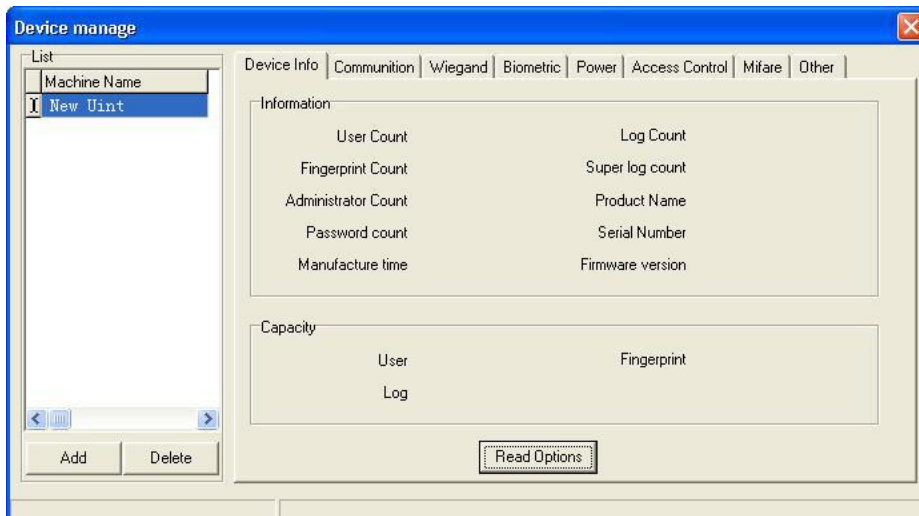 Device manage
List
Machine Name
New Uint
Add Delete
Device Info Communition Wiegand Biometric Power Access Control Mifare Other
Information
User Count Log Count
Fingerprint Count Super log count
Administrator Count Product Name
Password count Serial Number
Manufacture time Firmware version
Capacity
User Fingerprint
Log
Read Options